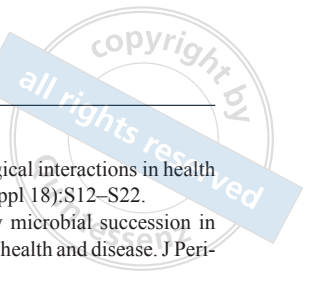 copyright by
all rights reserved
Quintessenz
gical interactions in health
ppl 18):S12–S22.
microbial succession in
health and disease. J Peri-